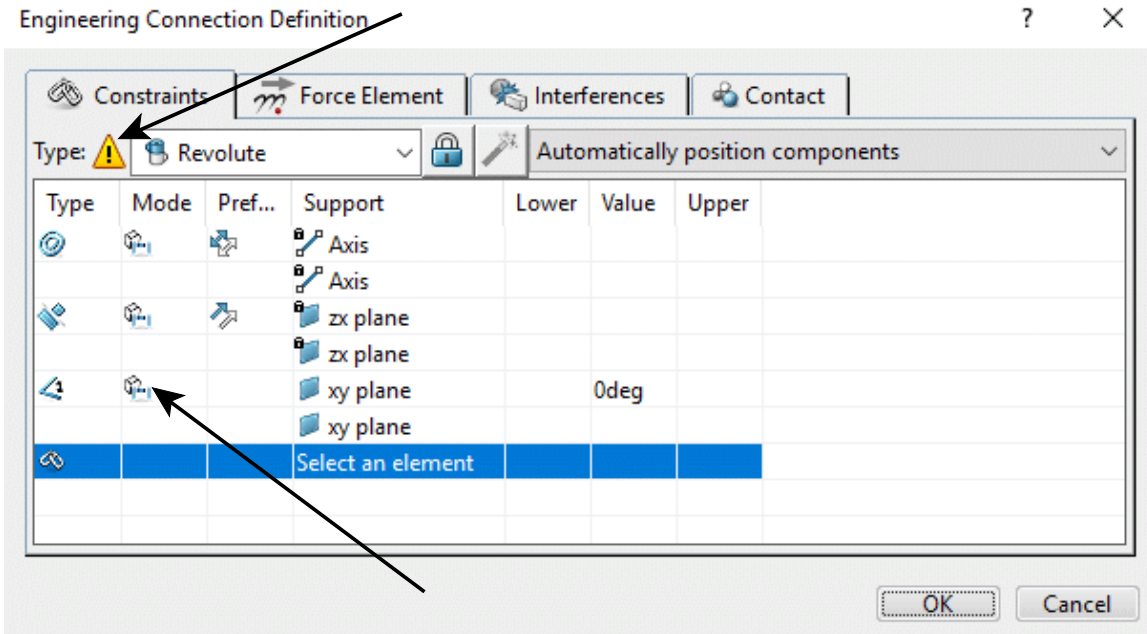 Engineering Connection Definition ?
Constraints Force Element Interferences Contact
Type: Revolute Automatically position components
Type Mode Pref... Support Lower Value Upper
Axis
Axis
zx plane
zx plane
xy plane 0deg
xy plane
Select an element
OK Cancel